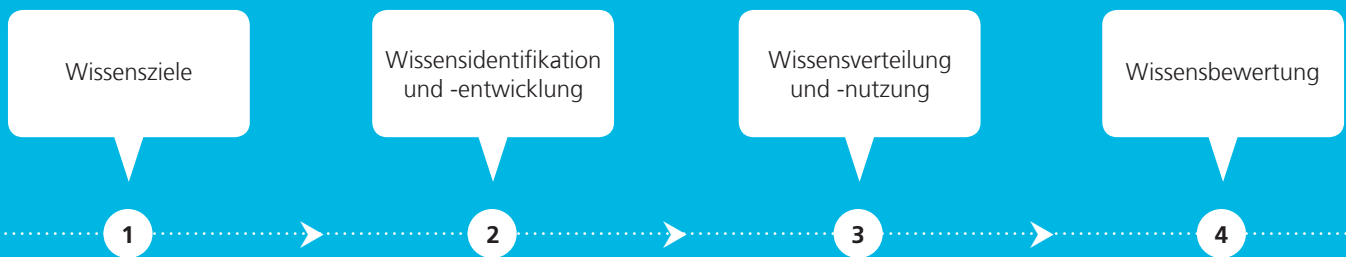 Wissensziele
Wissensidentifikation
und -entwicklung
Wissensverteilung
und -nutzung
Wissensbewertung
1
2
3
4